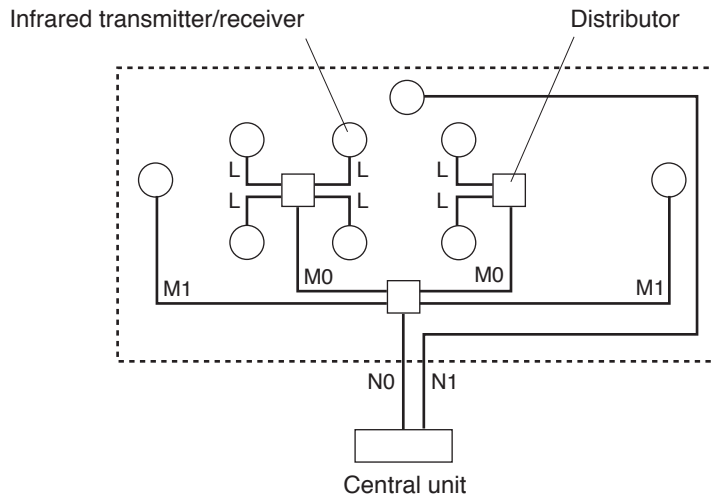 Infrared transmitter/receiver
Distributor
L
L
L
L
L
L
M0
M0
M1
M1
N0
N1
Central unit